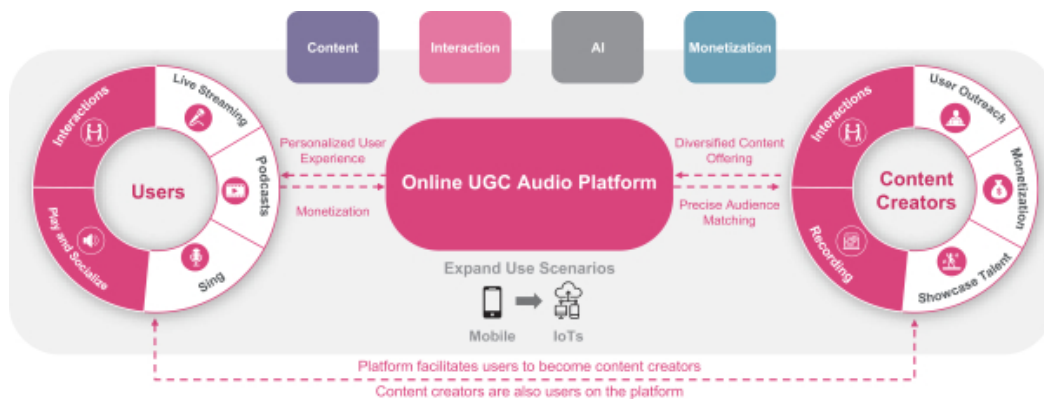 Content
Interaction
AI
Monetization
Interactions
Live Streaming
Podcasts
Sing
Play and Socialize
Users
Personalized User
Experience
Monetization
Online UGC Audio Platform
Diversified Content
Offering
Precise Audience
Matching
Interactions
User Outreach
Monetization
Showcase Talent
Recording
Content
Creators
Expand Use Scenarios
Mobile
IoTs
Platform facilitates users to become content creators
Content creators are also users on the platform